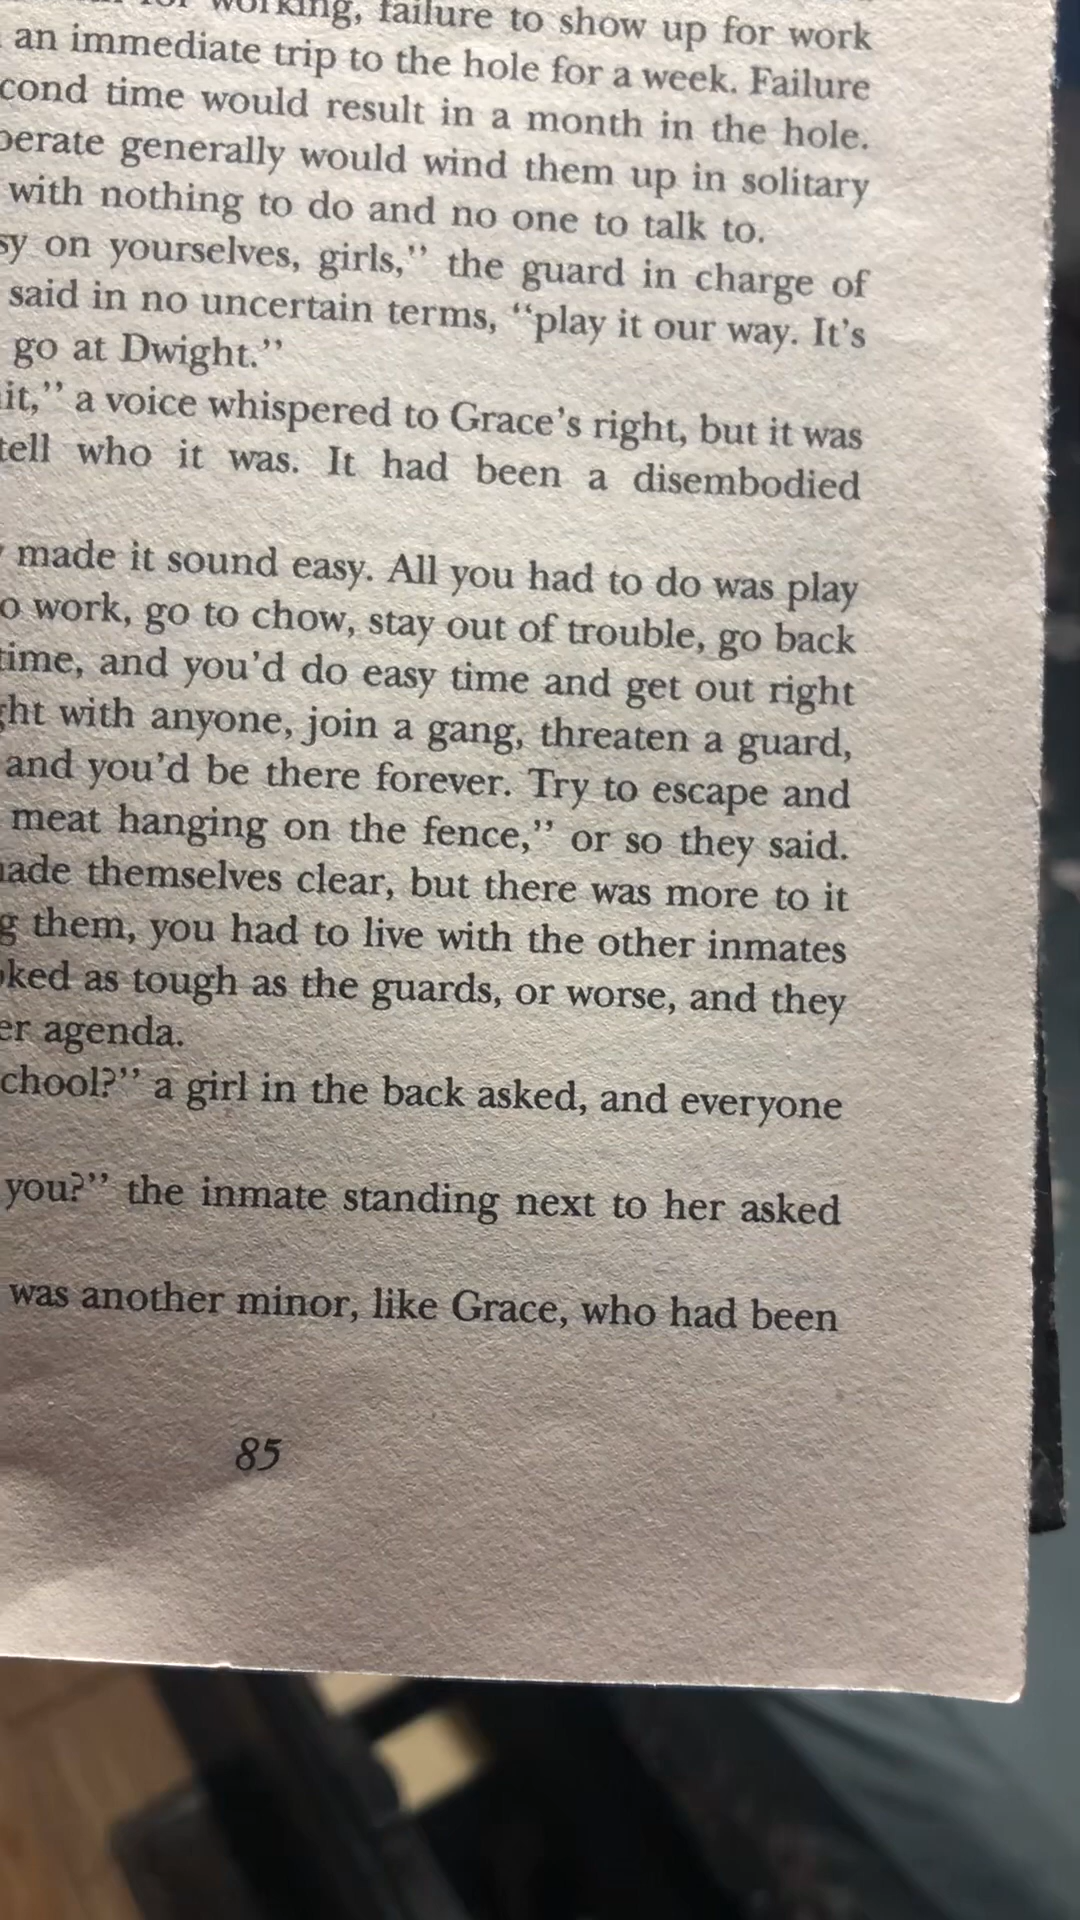 working, failure to show up for work
an immediate trip to the hole for a week. Failure
cond time would result in a month in the hole.
perate generally would wind them up in solitary
with nothing to do and no one to talk to.
sy on yourselves, girls,” the guard in charge of
said in no uncertain terms, “play it our way. It’s
go at Dwight.”
it,” a voice whispered to Grace’s right, but it was
tell who it was. It had been a disembodied
made it sound easy. All you had to do was play
o work, go to chow, stay out of trouble, go back
time, and you’d do easy time and get out right
ght with anyone, join a gang, threaten a guard,
and you’d be there forever. Try to escape and
meat hanging on the fence,” or so they said.
ade themselves clear, but there was more to it
g them, you had to live with the other inmates
oked as tough as the guards, or worse, and they
er agenda.
chool?” a girl in the back asked, and everyone
you?” the inmate standing next to her asked
was another minor, like Grace, who had been
85